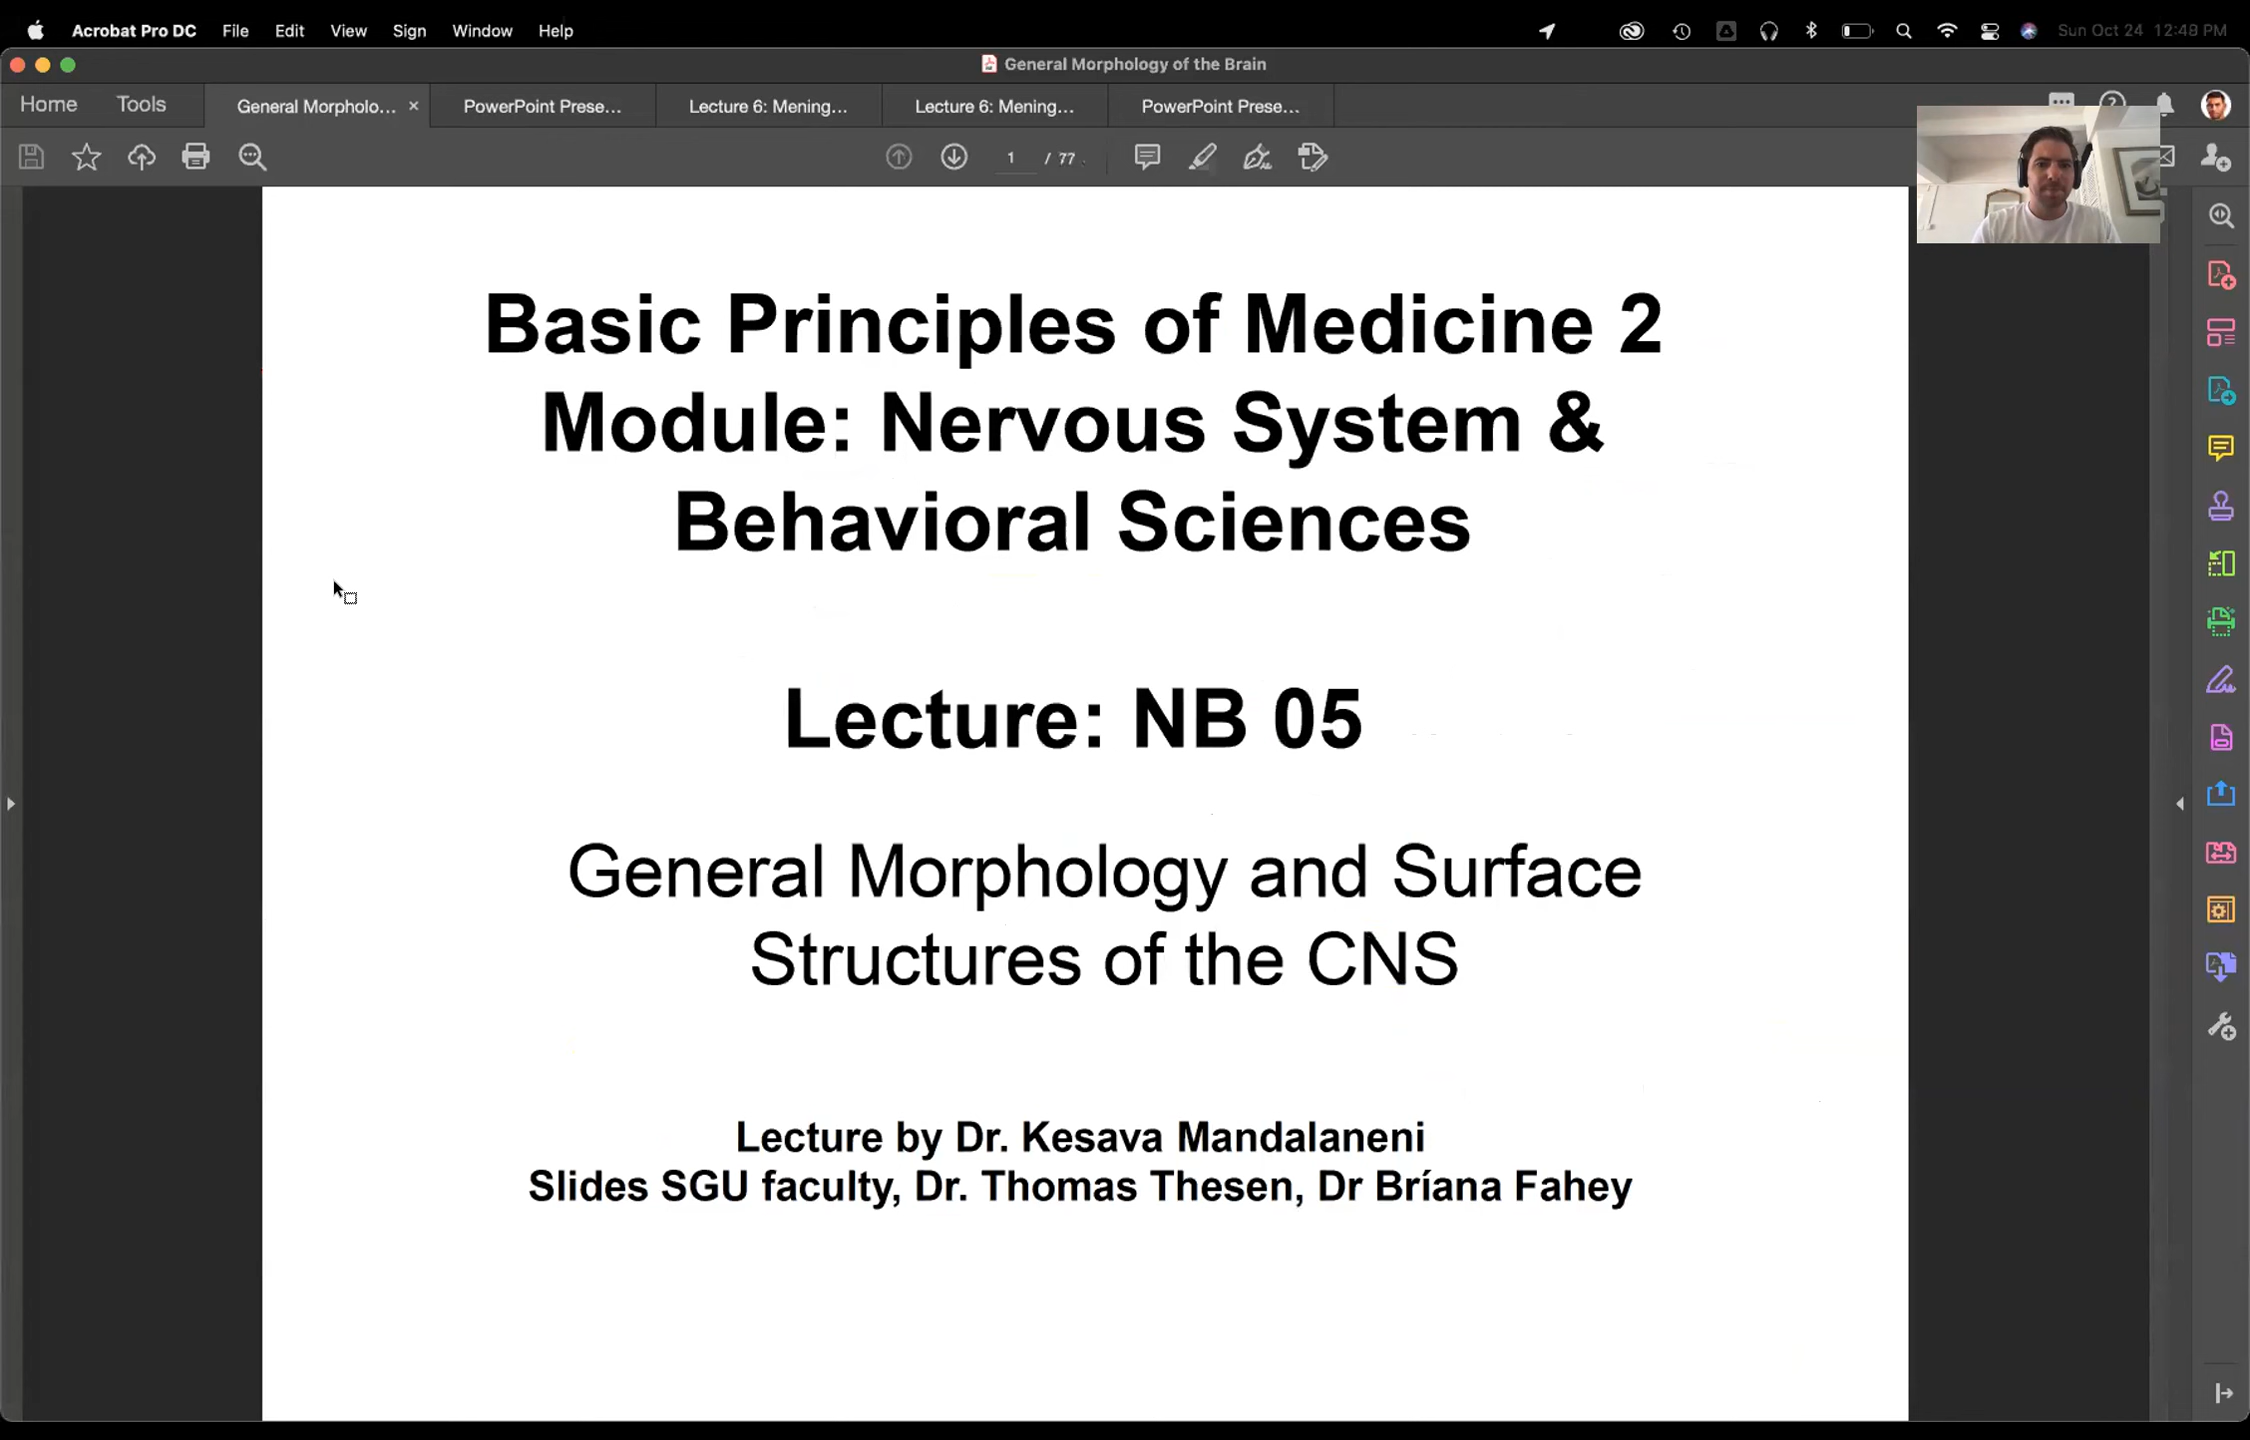 Acrobat Pro DC File Edit View Sign Window Help Sun Oct 24 12:48 PM
General Morphology of the Brain
Home Tools General Morpholo... × PowerPoint Prese... Lecture 6: Mening... Lecture 6: Mening... PowerPoint Prese...
1 / 77
Basic Principles of Medicine 2
Module: Nervous System &
Behavioral Sciences
Lecture: NB 05
General Morphology and Surface
Structures of the CNS
Lecture by Dr. Kesava Mandalaneni
Slides SGU faculty, Dr. Thomas Thesen, Dr Bríana Fahey